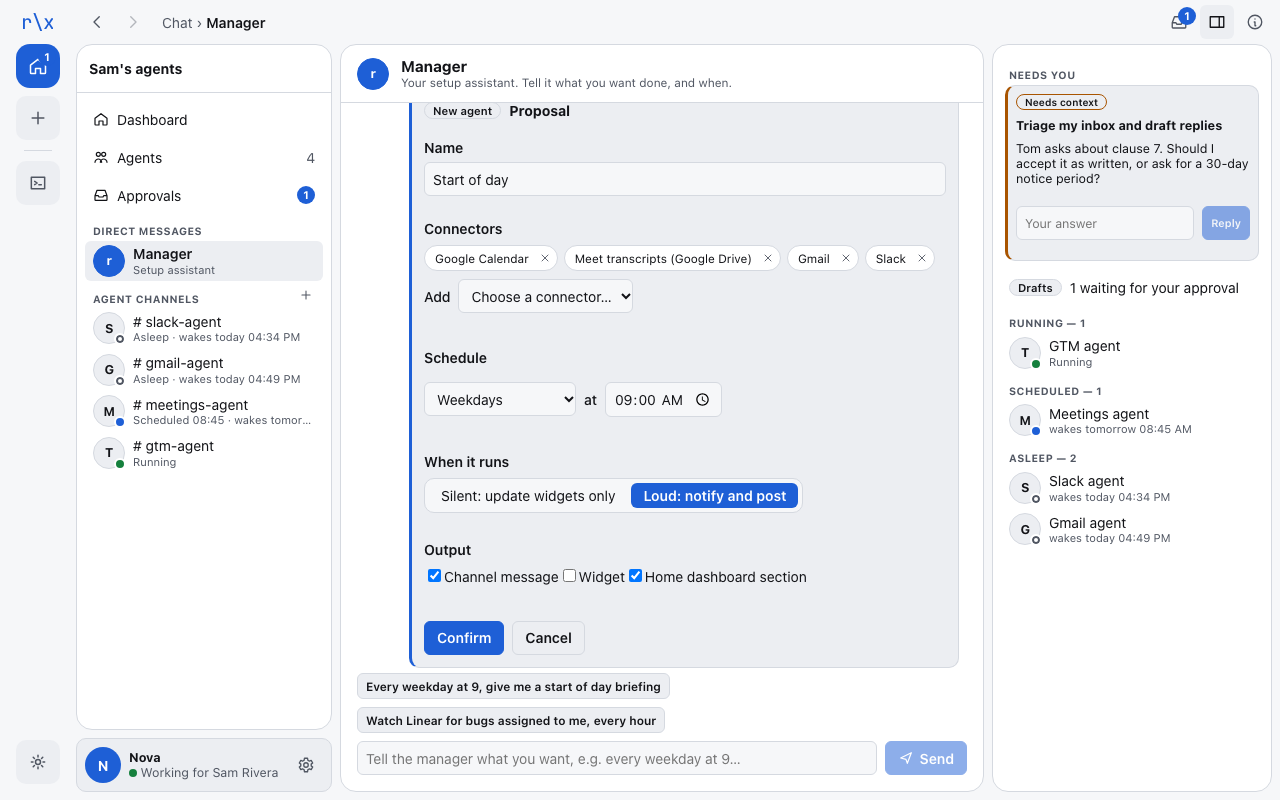 r\x
Chat › Manager
1
1
Sam's agents
Dashboard
Agents 4
Approvals 1
DIRECT MESSAGES
r
Manager
Setup assistant
AGENT CHANNELS
S
# slack-agent
Asleep · wakes today 04:34 PM
G
# gmail-agent
Asleep · wakes today 04:49 PM
M
# meetings-agent
Scheduled 08:45 · wakes tomor...
T
# gtm-agent
Running
N
Nova
Working for Sam Rivera
r
Manager
Your setup assistant. Tell it what you want done, and when.
New agent Proposal
Name
Start of day
Connectors
Google Calendar × Meet transcripts (Google Drive) × Gmail × Slack ×
Add Choose a connector...
Schedule
Weekdays at 09:00 AM
When it runs
Silent: update widgets only Loud: notify and post
Output
Channel message Widget Home dashboard section
Confirm Cancel
Every weekday at 9, give me a start of day briefing
Watch Linear for bugs assigned to me, every hour
Tell the manager what you want, e.g. every weekday at 9...
Send
NEEDS YOU
Needs context
Triage my inbox and draft replies
Tom asks about clause 7. Should I
accept it as written, or ask for a 30-day
notice period?
Your answer Reply
Drafts 1 waiting for your approval
RUNNING — 1
T
GTM agent
Running
SCHEDULED — 1
M
Meetings agent
wakes tomorrow 08:45 AM
ASLEEP — 2
S
Slack agent
wakes today 04:34 PM
G
Gmail agent
wakes today 04:49 PM